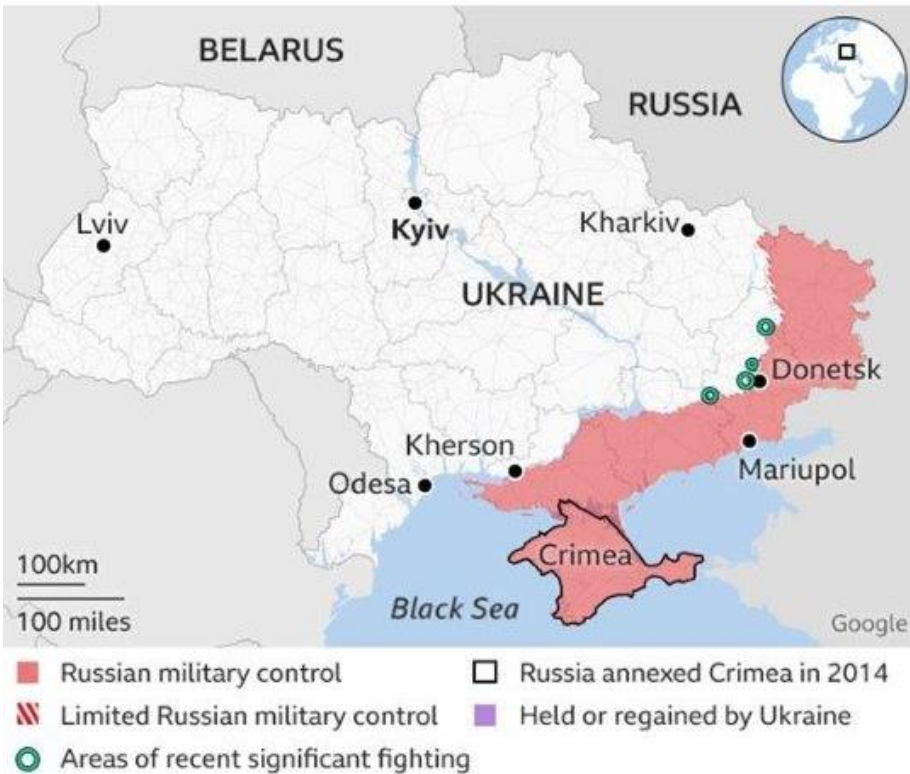 BELARUS
RUSSIA
Lviv
Kyiv
Kharkiv
UKRAINE
Donetsk
Kherson
Mariupol
Odesa
Crimea
100km
100 miles
Black Sea
Google
Russian military control
Russia annexed Crimea in 2014
Limited Russian military control
Held or regained by Ukraine
Areas of recent significant fighting